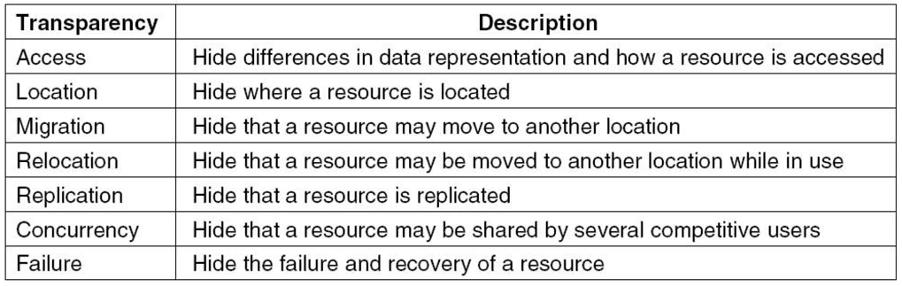 Transparency Description
Access Hide differences in data representation and how a resource is accessed
Location Hide where a resource is located
Migration Hide that a resource may move to another location
Relocation Hide that a resource may be moved to another location while in use
Replication Hide that a resource is replicated
Concurrency Hide that a resource may be shared by several competitive users
Failure Hide the failure and recovery of a resource